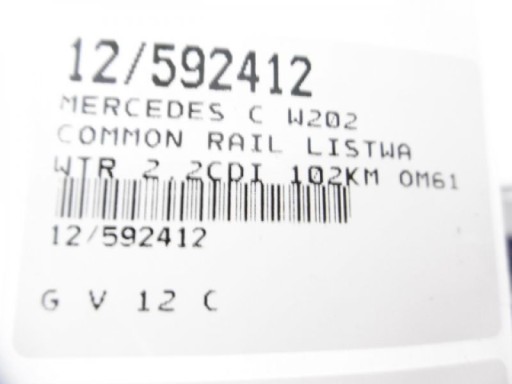 12/592412
MERCEDES C W202
COMMON RAIL LISTWA
WTR 2.2CDI 102KM OM61
12/592412
G V 12 C